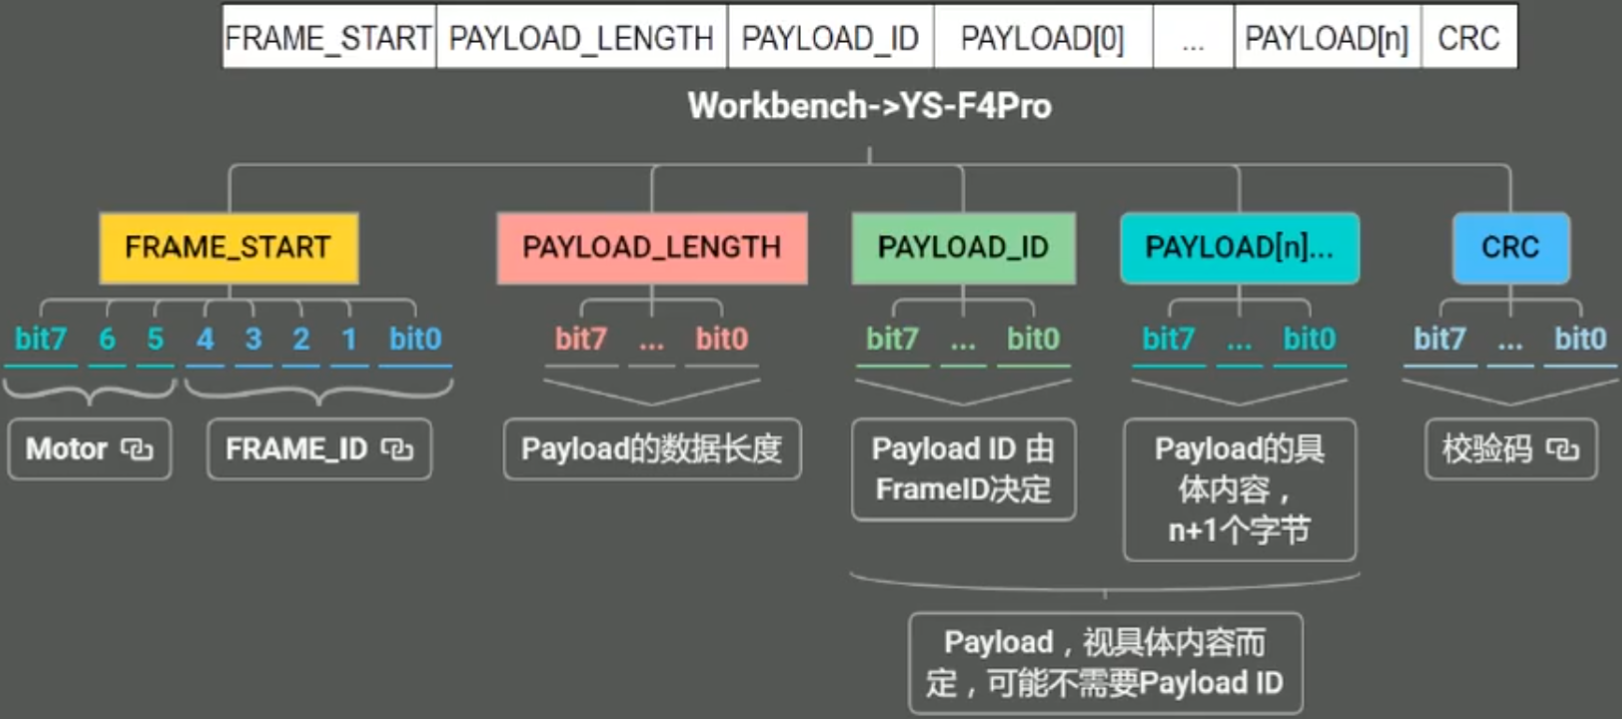 FRAME_START PAYLOAD_LENGTH PAYLOAD_ID PAYLOAD[0] ... PAYLOAD[n] CRC
Workbench->YS-F4Pro
FRAME_START PAYLOAD_LENGTH PAYLOAD_ID PAYLOAD[n]... CRC
bit7 6 5 4 3 2 1 bit0 bit7 ... bit0 bit7 ... bit0 bit7 ... bit0 bit7 ... bit0
Motor
FRAME_ID
Payload的数据长度
Payload ID 由
FrameID决定
Payload的具
体内容，
n+1个字节
校验码
Payload，视具体内容而
定，可能不需要Payload ID